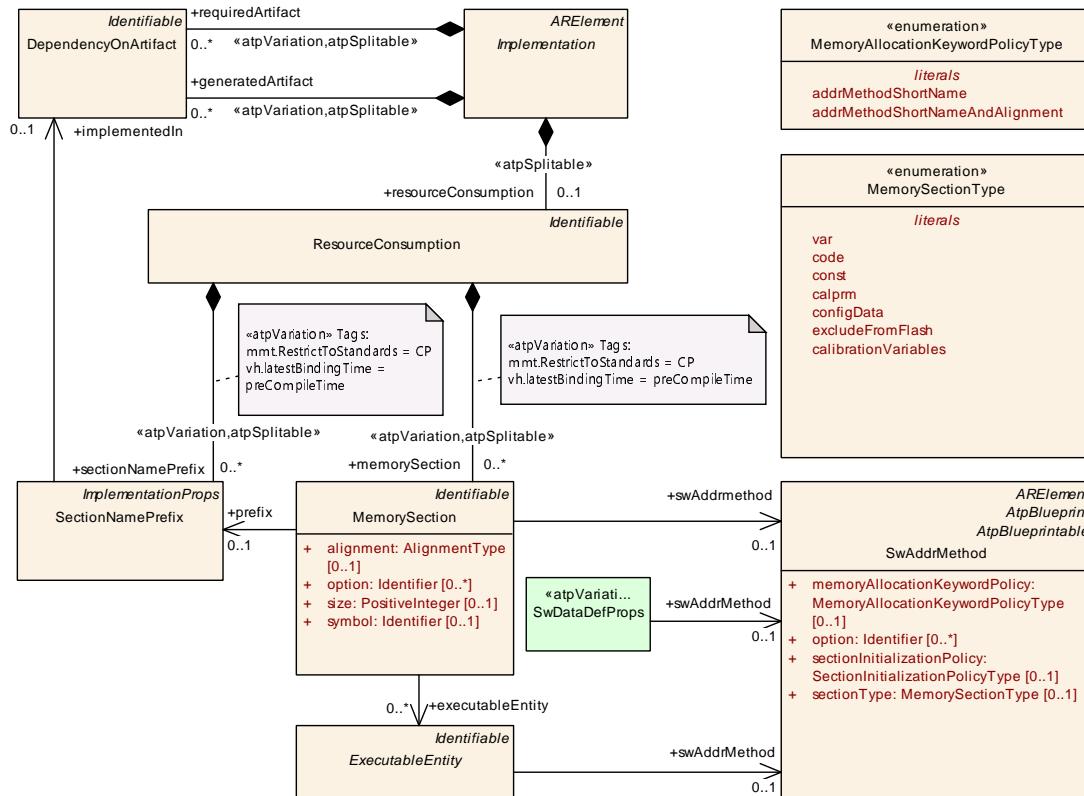 Identifiable
DependencyOnArtifact
+requiredArtifact
0..*
«atpVariation,atpSplitable»
+generatedArtifact
0..*
«atpVariation,atpSplitable»
ARElement
Implementation
«enumeration»
MemoryAllocationKeywordPolicyType
literals
addrMethodShortName
addrMethodShortNameAndAlignment
0..1
+implementedIn
«atpSplitable»
+resourceConsumption
0..1
«enumeration»
MemorySectionType
literals
var
code
const
calprm
configData
excludeFromFlash
calibrationVariables
Identifiable
ResourceConsumption
«atpVariation» Tags:
mmt.RestrictToStandards = CP
vh.latestBindingTime =
preCompileTime
«atpVariation» Tags:
mmt.RestrictToStandards = CP
vh.latestBindingTime = preCompileTime
«atpVariation,atpSplitable»
+sectionNamePrefix
0..*
«atpVariation,atpSplitable»
+memorySection
0..*
ImplementationProps
SectionNamePrefix
+prefix
0..1
Identifiable
MemorySection
+ alignment: AlignmentType
[0..1]
+ option: Identifier [0..*]
+ size: PositiveInteger [0..1]
+ symbol: Identifier [0..1]
+swAddrmethod
0..1
«atpVariati...
SwDataDefProps
+swAddrMethod
0..1
ARElemen
AtpBlueprin
AtpBlueprintable
SwAddrMethod
+ memoryAllocationKeywordPolicy:
MemoryAllocationKeywordPolicyType
[0..1]
+ option: Identifier [0..*]
+ sectionInitializationPolicy:
SectionInitializationPolicyType [0..1]
+ sectionType: MemorySectionType [0..1]
0..*
+executableEntity
Identifiable
ExecutableEntity
+swAddrMethod
0..1